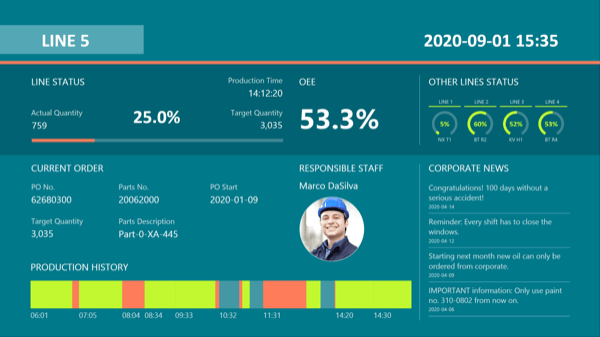 LINE 5
2020-09-01 15:35
LINE STATUS
Production Time
14:12:20
Actual Quantity
759
25.0%
Target Quantity
3,035
OEE
53.3%
OTHER LINES STATUS
LINE 1 LINE 2 LINE 3 LINE 4
5% 60% 52% 53%
NX T1 BT R2 XV H1 BT R4
CURRENT ORDER
PO No. Parts No. PO Start
62680300 20062000 2020-01-09
Target Quantity Parts Description
3,035 Part-0-XA-445
RESPONSIBLE STAFF
Marco DaSilva
CORPORATE NEWS
Congratulations! 100 days without a
serious accident!
2020-04-14
Reminder: Every shift has to close the
windows.
2020-04-12
Starting next month new oil can only be
ordered from corporate.
2020-04-09
IMPORTANT information: Only use paint
no. 310-0802 from now on.
2020-04-06
PRODUCTION HISTORY
06:01 07:05 08:04 08:34 09:33 10:32 11:31 14:20 14:30